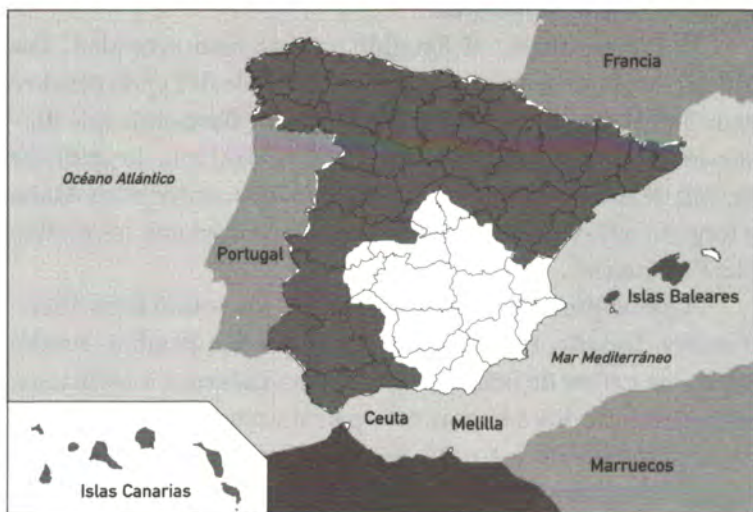 Francia
Océano Atlántico
Portugal
Islas Baleares
Mar Mediterráneo
Ceuta
Melilla
Marruecos
Islas Canarias